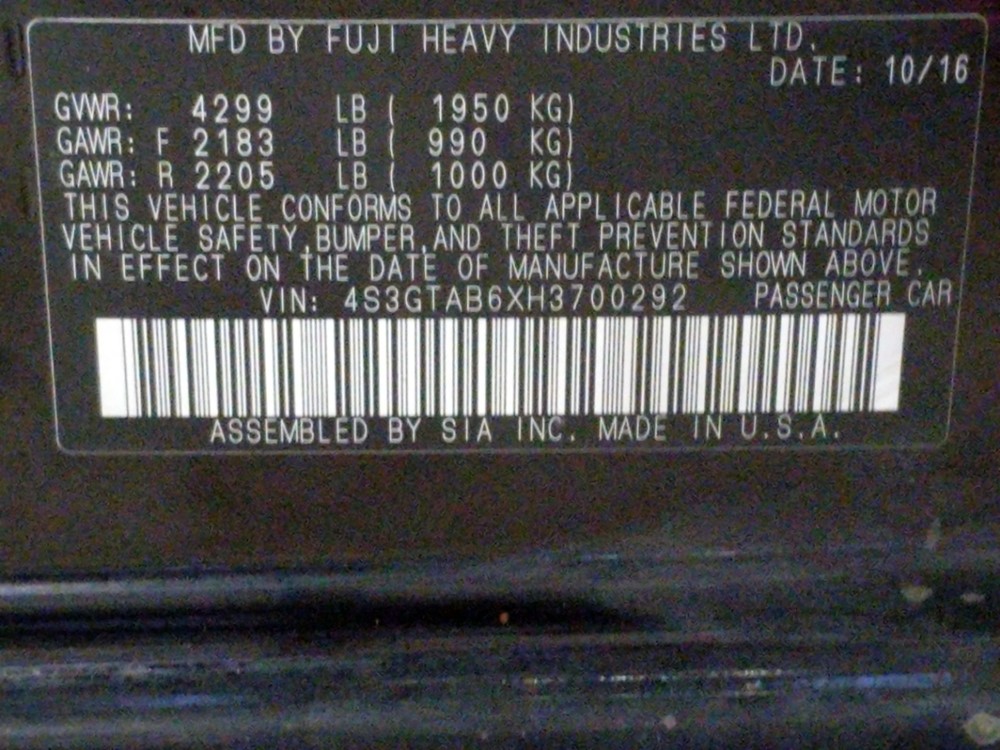 MFD BY FUJI HEAVY INDUSTRIES LTD.
DATE: 10/16
GVWR: 4299 LB ( 1950 KG)
GAWR: F 2183 LB ( 990 KG)
GAWR: R 2205 LB ( 1000 KG)
THIS VEHICLE CONFORMS TO ALL APPLICABLE FEDERAL MOTOR
VEHICLE SAFETY,BUMPER,AND THEFT PREVENTION STANDARDS
IN EFFECT ON THE DATE OF MANUFACTURE SHOWN ABOVE.
VIN: 4S3GTAB6XH3700292 PASSENGER CAR
ASSEMBLED BY SIA INC. MADE IN U.S.A.